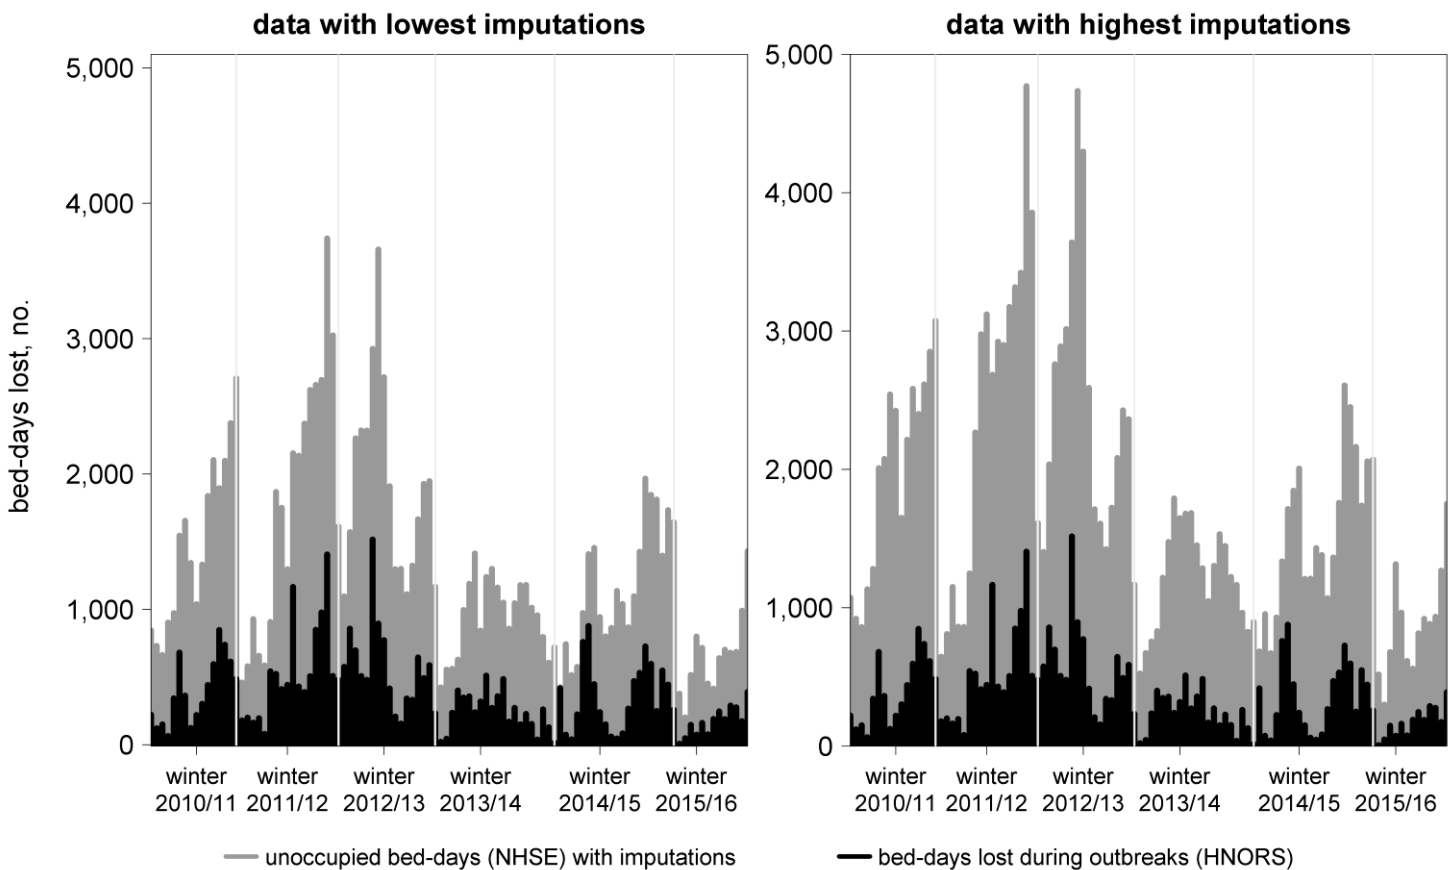 data with lowest imputations
data with highest imputations
bed-days lost, no.
5,000
4,000
3,000
2,000
1,000
0
winter
2010/11
winter
2011/12
winter
2012/13
winter
2013/14
winter
2014/15
winter
2015/16
5,000
4,000
3,000
2,000
1,000
0
winter
2010/11
winter
2011/12
winter
2012/13
winter
2013/14
winter
2014/15
winter
2015/16
unoccupied bed-days (NHSE) with imputations
bed-days lost during outbreaks (HNORS)